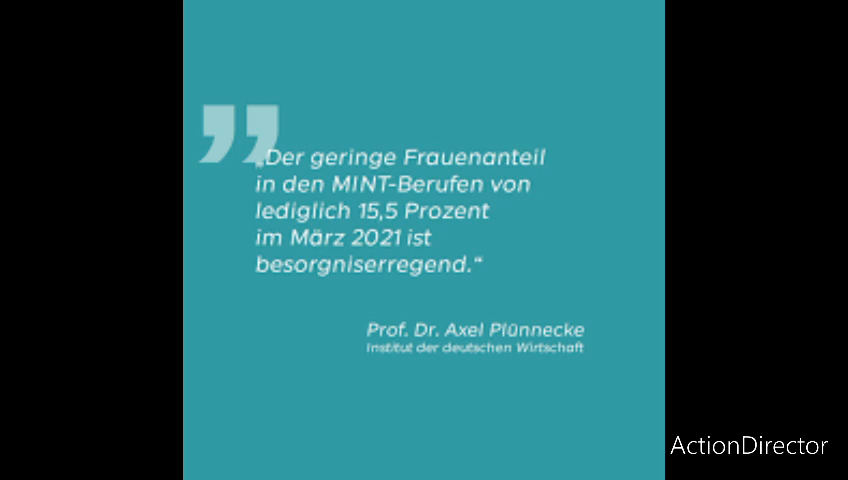 „Der geringe Frauenanteil
in den MINT-Berufen von
lediglich 15,5 Prozent
im März 2021 ist
besorgniserregend.“
Prof. Dr. Axel Plünnecke
Institut der deutschen Wirtschaft
ActionDirector